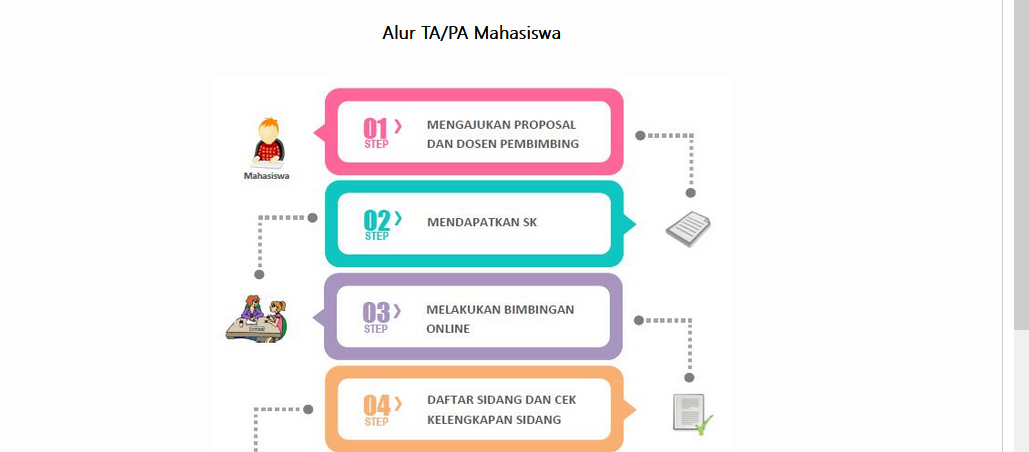 Alur TA/PA Mahasiswa
01
STEP
MENGAJUKAN PROPOSAL
DAN DOSEN PEMBIMBING
Mahasiswa
02
STEP
MENDAPATKAN SK
03
STEP
MELAKUKAN BIMBINGAN
ONLINE
04
STEP
DAFTAR SIDANG DAN CEK
KELENGKAPAN SIDANG